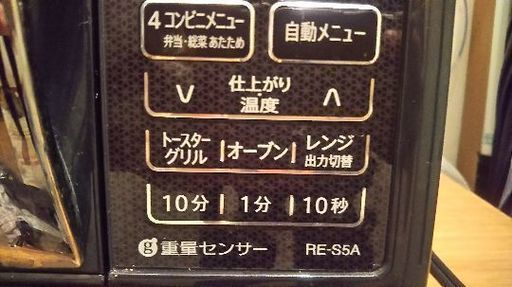 4 コンビニメニュー
弁当・総菜 あたため
自動メニュー
∨ 仕上がり ∧
温度
トースター
グリル
オーブン
レンジ
出力切替
10分 1分 10秒
g 重量センサー RE-S5A